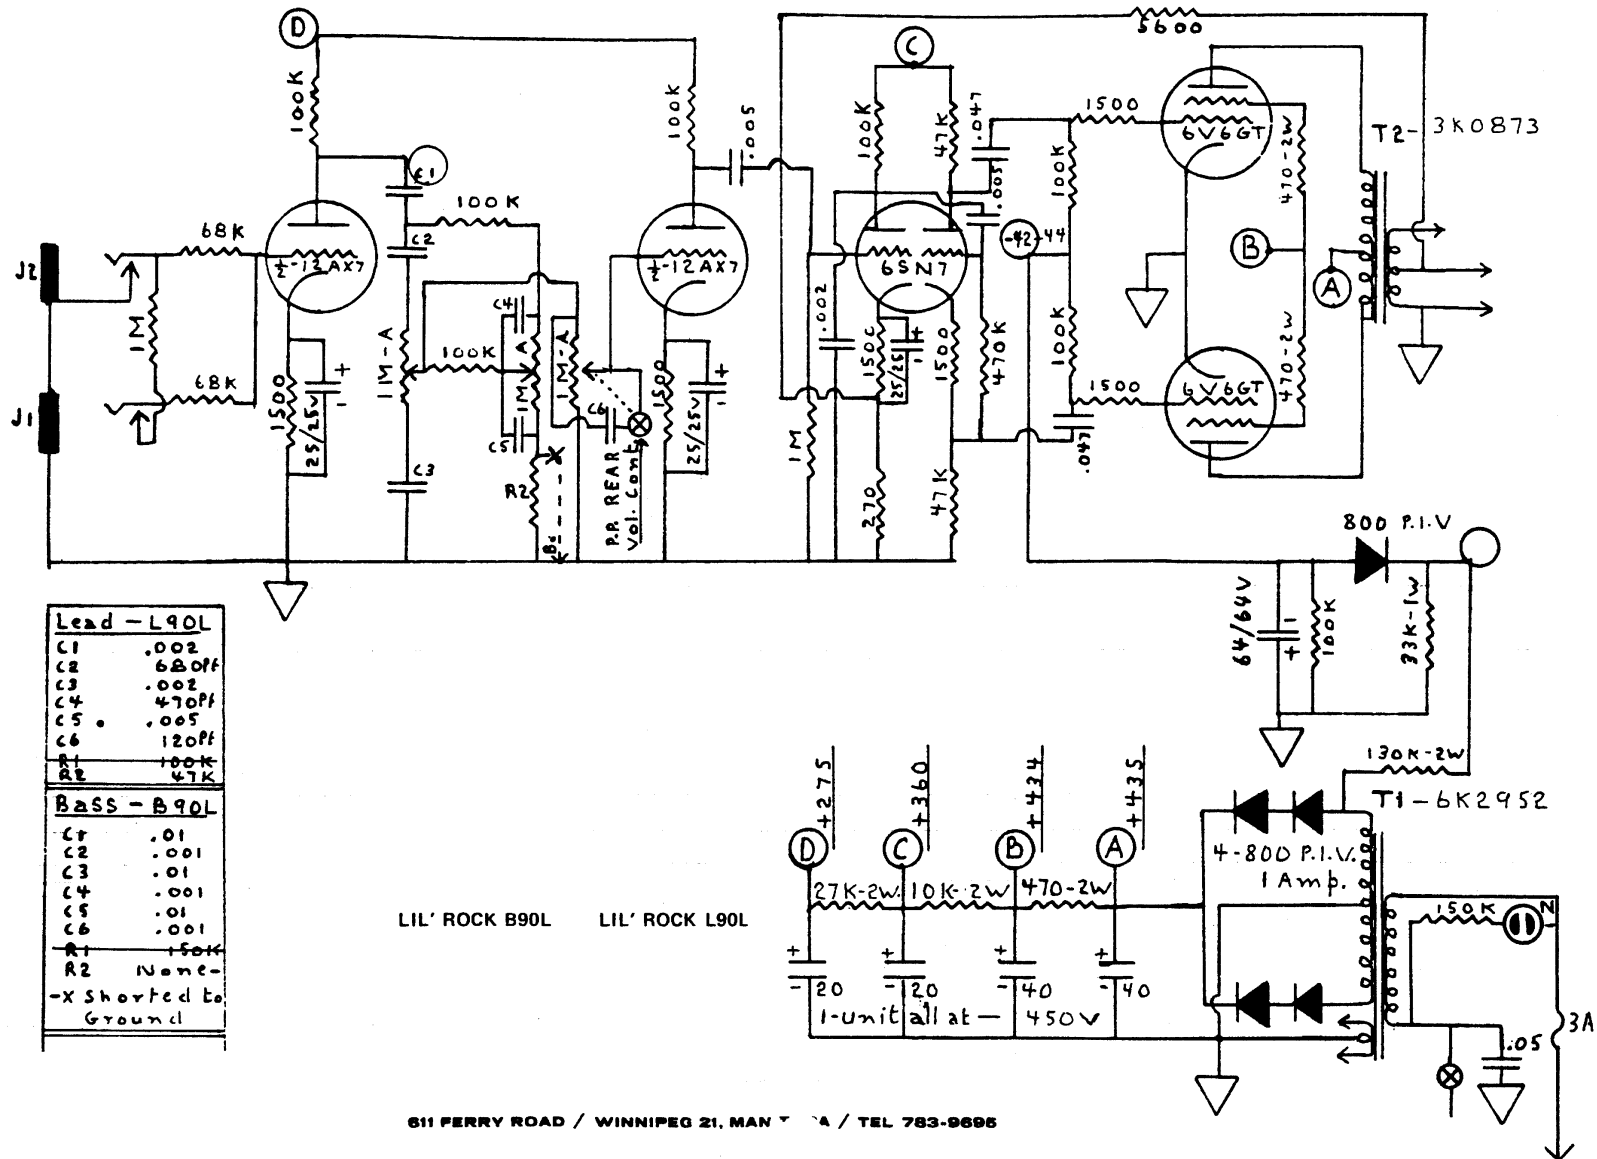 D
5600
C
100K
100K
.005
100K
47K
.047
1500
6V6GT
470-2W
T2-3K0873
C1
100K
.005
100K
68K
C2
-42-44
B
A
J2
½-12AX7
½-12AX7
6SN7
1M
.002
C4
1M-A
100K
1M-A
1M-A
1500
25/25
1500
470K
100K
470-2W
68K
1500
6V6GT
J1
1500
25/25v
C6
C5
1500
25/25v
1M
.047
C3
R2
P.P. REAR
Vol. Cont
270
47K
800 P.I.V
64/64V
100K
33K-1W
Lead - L90L
C1 .002
C2 680Pf
C3 .002
C4 470Pf
C5 . .005
C6 120Pf
R1 100K
R2 47K
BaSS - B90L
C1 .01
C2 .001
C3 .01
C4 .001
C5 .01
C6 .001
R1 150K
R2 None-
-X Shorted to
Ground
130K-2W
T1-6K2952
+275
+360
+434
+435
D
C
B
A
4-800 P.I.V.
1 Amp.
27K-2W
10K-2W
470-2W
150K
N
LIL' ROCK B90L
LIL' ROCK L90L
+
-
20
+
-
20
+
-
40
+
-
40
1-unit all at - 450V
3A
.05
611 FERRY ROAD / WINNIPEG 21, MAN / TEL 783-9695